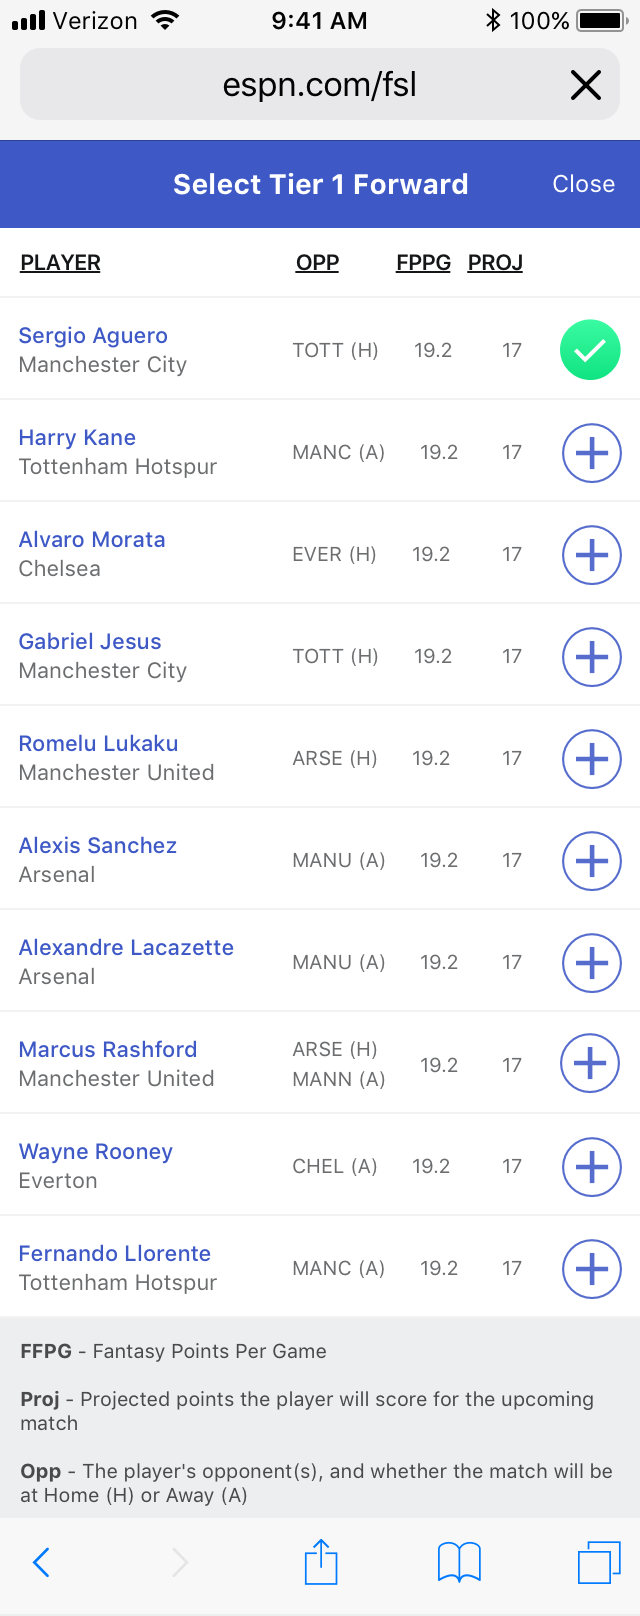 Verizon 9:41 AM 100%
espn.com/fsl
Select Tier 1 Forward Close
PLAYER OPP FPPG PROJ
Sergio Aguero
Manchester City TOTT (H) 19.2 17
Harry Kane
Tottenham Hotspur MANC (A) 19.2 17
Alvaro Morata
Chelsea EVER (H) 19.2 17
Gabriel Jesus
Manchester City TOTT (H) 19.2 17
Romelu Lukaku
Manchester United ARSE (H) 19.2 17
Alexis Sanchez
Arsenal MANU (A) 19.2 17
Alexandre Lacazette
Arsenal MANU (A) 19.2 17
Marcus Rashford ARSE (H)
Manchester United MANN (A) 19.2 17
Wayne Rooney
Everton CHEL (A) 19.2 17
Fernando Llorente
Tottenham Hotspur MANC (A) 19.2 17
FFPG - Fantasy Points Per Game
Proj - Projected points the player will score for the upcoming
match
Opp - The player's opponent(s), and whether the match will be
at Home (H) or Away (A)